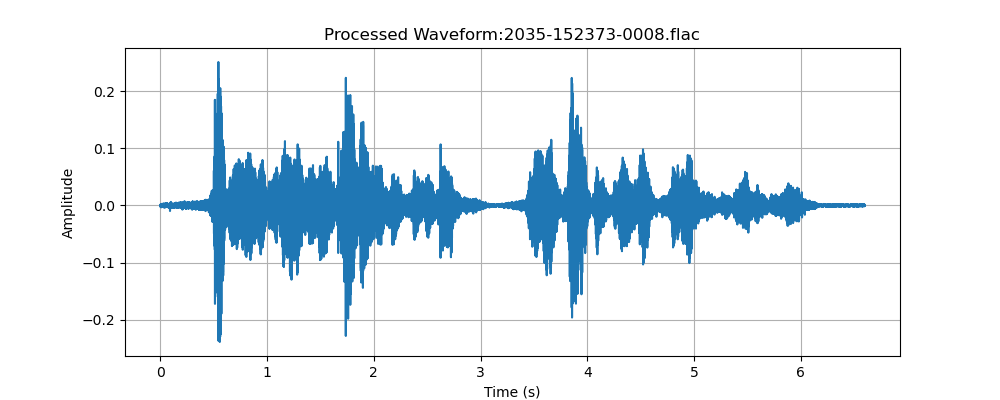 Processed Waveform:2035-152373-0008.flac
0.2
0.1
0.0
−0.1
−0.2
Amplitude
0 1 2 3 4 5 6
Time (s)